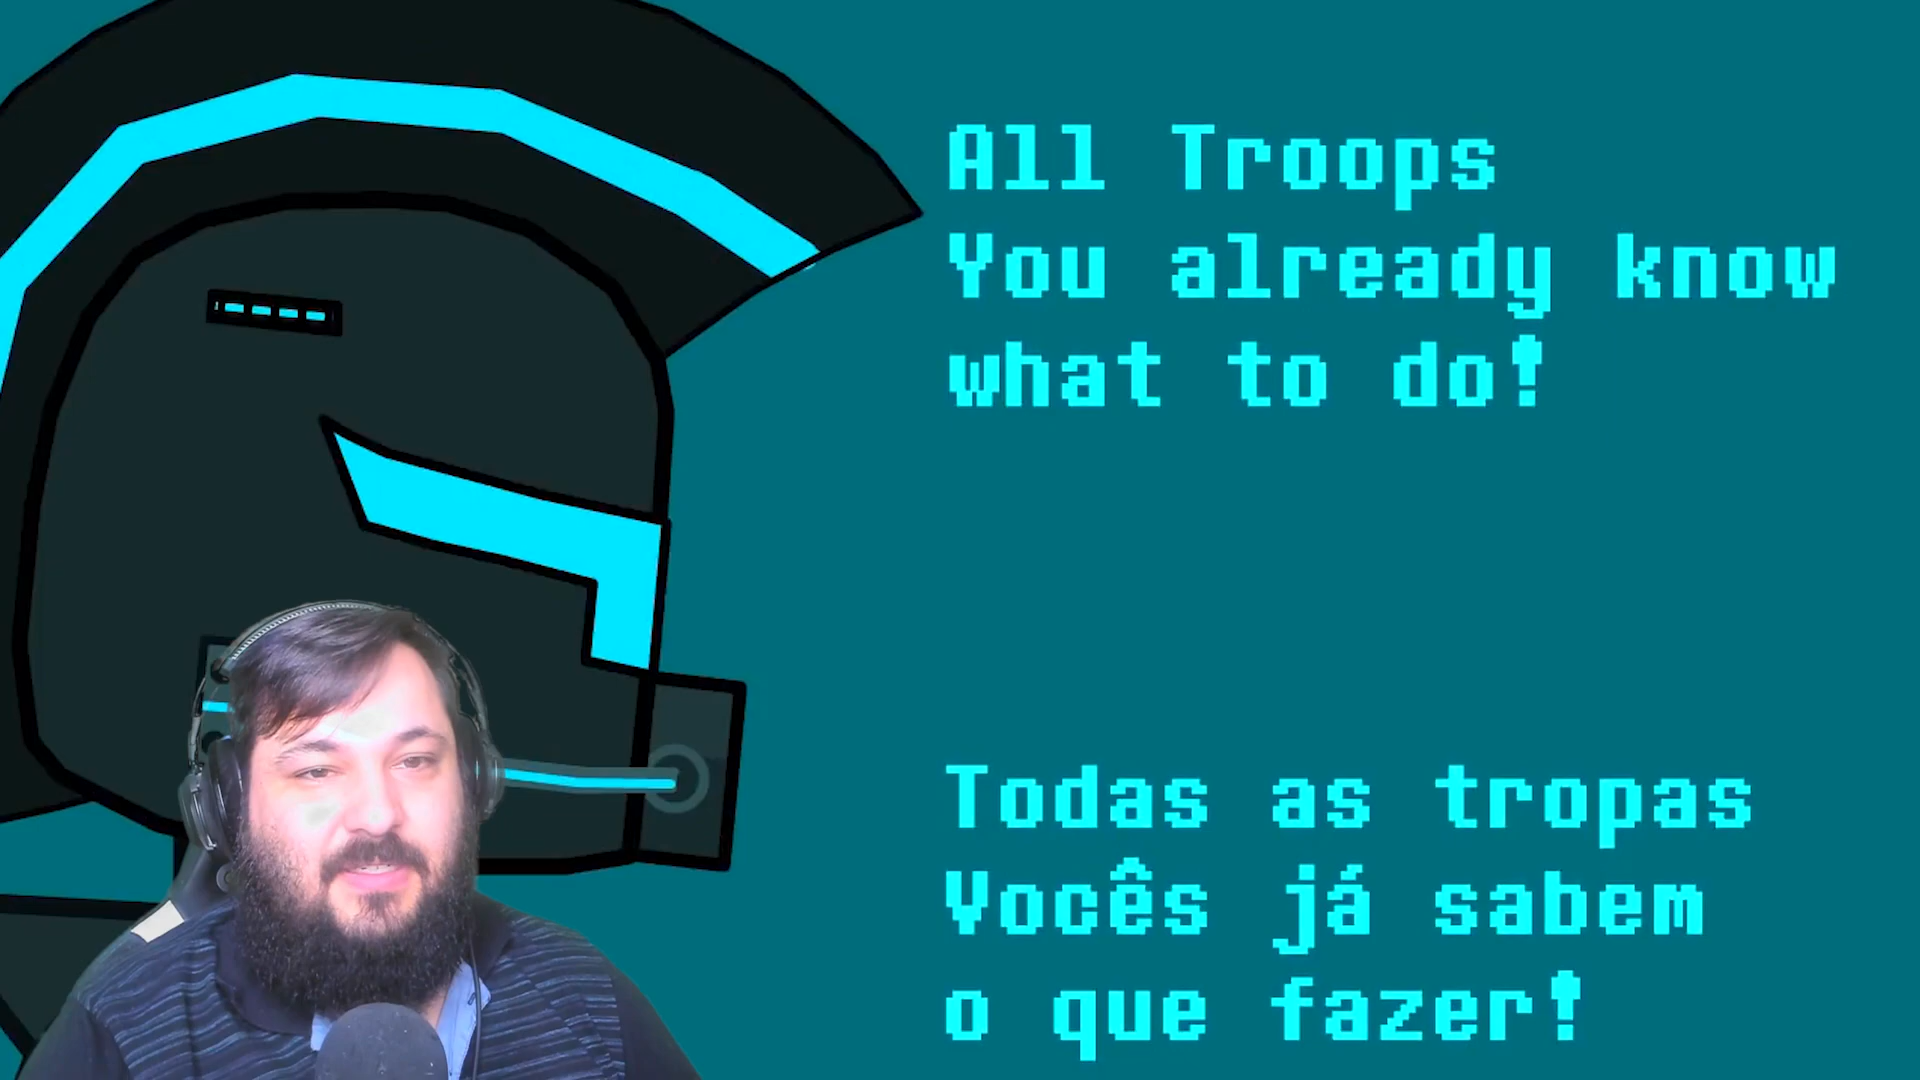 All Troops
You already know
what to do!
Todas as tropas
Vocês já sabem
o que fazer!